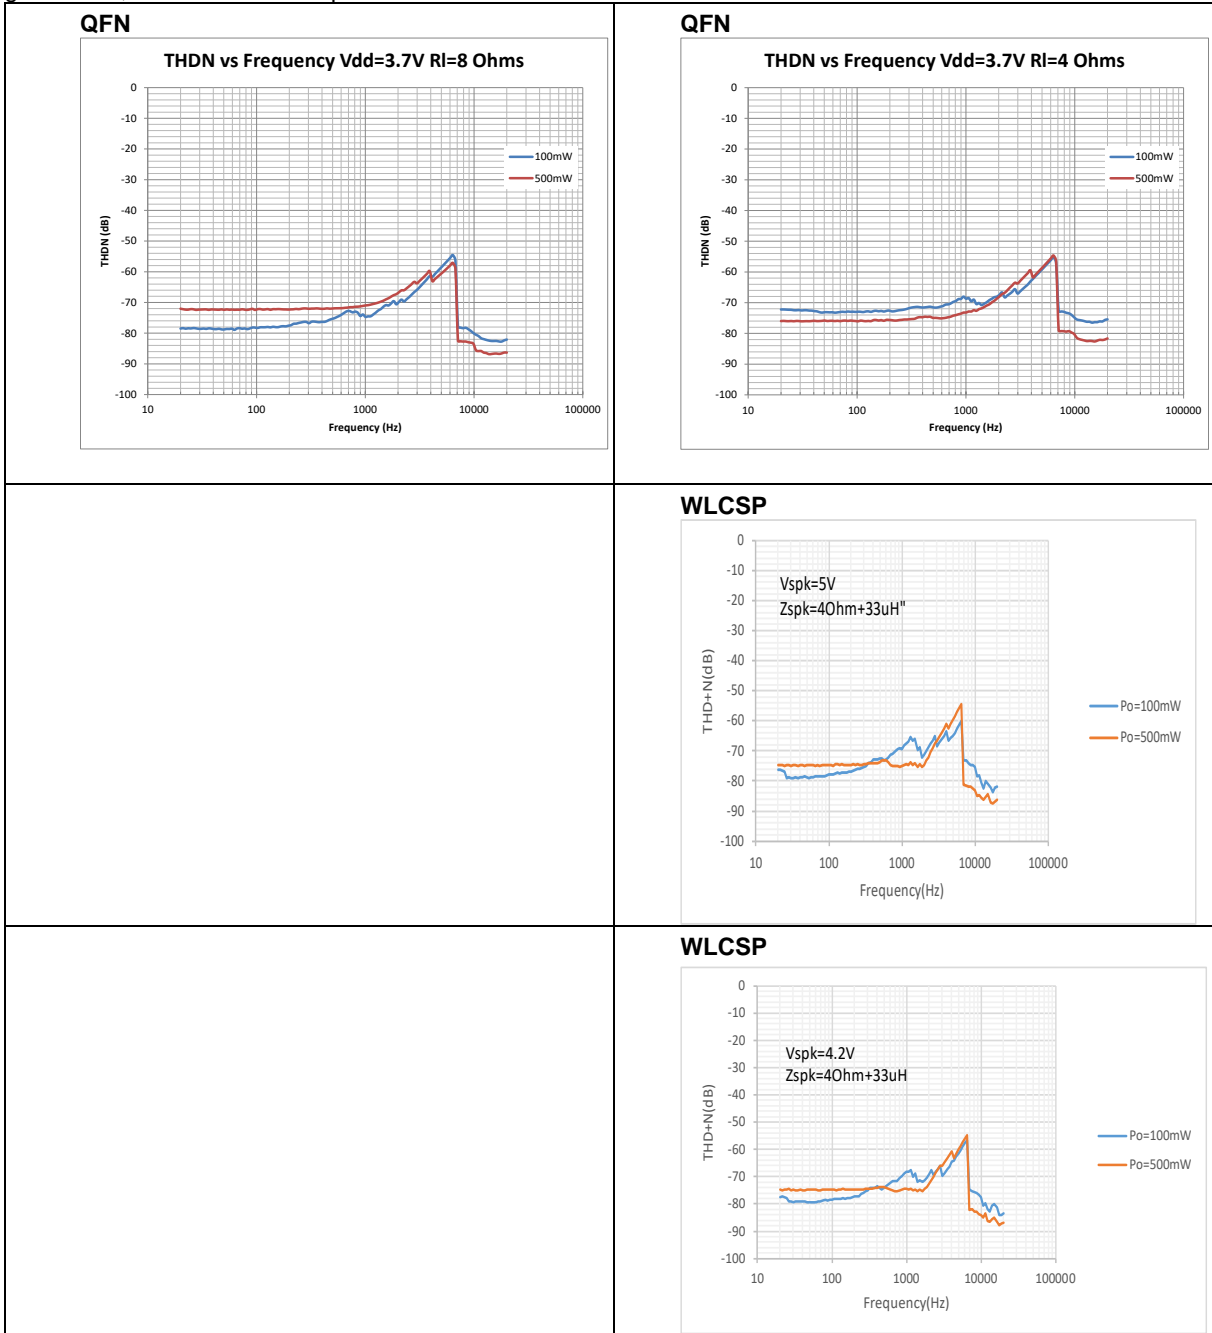 QFN
THDN vs Frequency Vdd=3.7V Rl=8 Ohms
0
-10
-20
-30
-40
-50
-60
-70
-80
-90
-100
THDN (dB)
100mW
500mW
10
100
1000
10000
100000
Frequency (Hz)
QFN
THDN vs Frequency Vdd=3.7V Rl=4 Ohms
0
-10
-20
-30
-40
-50
-60
-70
-80
-90
-100
THDN (dB)
100mW
500mW
10
100
1000
10000
100000
Frequency (Hz)
WLCSP
0
-10
-20
-30
-40
-50
-60
-70
-80
-90
-100
THD+N(dB)
Vspk=5V
Zspk=4Ohm+33uH"
Po=100mW
Po=500mW
10
100
1000
10000
100000
Frequency(Hz)
WLCSP
0
-10
-20
-30
-40
-50
-60
-70
-80
-90
-100
THD+N(dB)
Vspk=4.2V
Zspk=4Ohm+33uH
Po=100mW
Po=500mW
10
100
1000
10000
100000
Frequency(Hz)